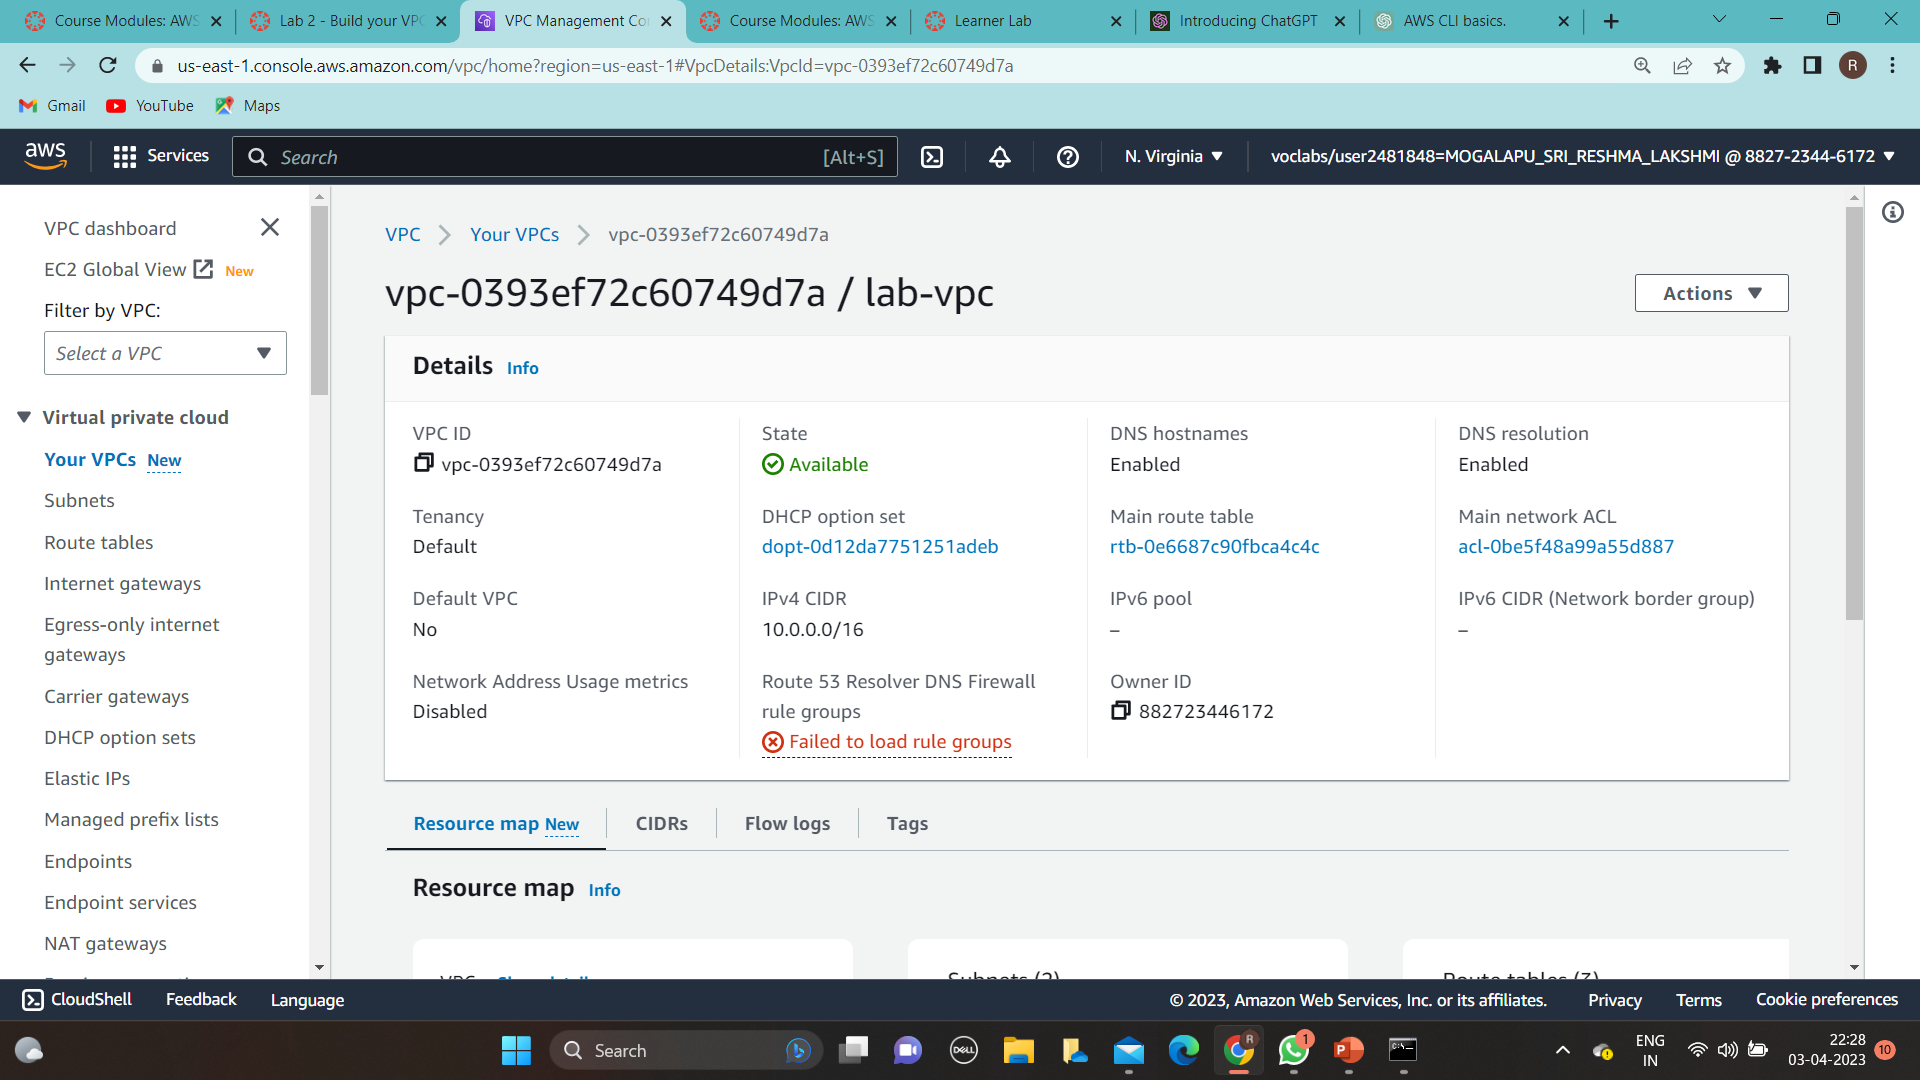 Course Modules: AWS
Lab 2 - Build your VPC
VPC Management Co
Course Modules: AWS
Learner Lab
Introducing ChatGPT
AWS CLI basics.
us-east-1.console.aws.amazon.com/vpc/home?region=us-east-1#VpcDetails:VpcId=vpc-0393ef72c60749d7a
R
Gmail
YouTube
Maps
aws
Services
Search
[Alt+S]
N. Virginia
voclabs/user2481848=MOGALAPU_SRI_RESHMA_LAKSHMI @ 8827-2344-6172
VPC dashboard
EC2 Global View New
Filter by VPC:
Select a VPC
Virtual private cloud
Your VPCs New
Subnets
Route tables
Internet gateways
Egress-only internet
gateways
Carrier gateways
DHCP option sets
Elastic IPs
Managed prefix lists
Endpoints
Endpoint services
NAT gateways
VPC
Your VPCs
vpc-0393ef72c60749d7a
vpc-0393ef72c60749d7a / lab-vpc
Actions
Details Info
VPC ID
vpc-0393ef72c60749d7a
State
Available
DNS hostnames
Enabled
DNS resolution
Enabled
Tenancy
Default
DHCP option set
dopt-0d12da7751251adeb
Main route table
rtb-0e6687c90fbca4c4c
Main network ACL
acl-0be5f48a99a55d887
Default VPC
No
IPv4 CIDR
10.0.0.0/16
IPv6 pool
–
IPv6 CIDR (Network border group)
–
Network Address Usage metrics
Disabled
Route 53 Resolver DNS Firewall
rule groups
Failed to load rule groups
Owner ID
882723446172
Resource map New
CIDRs
Flow logs
Tags
Resource map Info
VPC
Subnets (2)
Route tables (3)
CloudShell
Feedback
Language
© 2023, Amazon Web Services, Inc. or its affiliates.
Privacy
Terms
Cookie preferences
Search
DELL
R
1
P
ENG
IN
22:28
03-04-2023
10